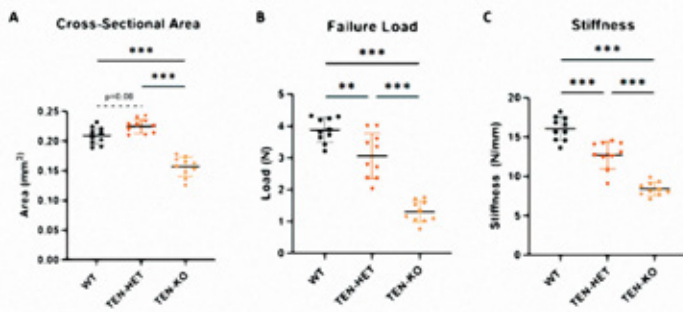 A
Cross-Sectional Area
***
***
p=0.06
Area (mm²)
0.25
0.20
0.15
0.10
0.05
0.00
WT
TEN-HET
TEN-KO
B
Failure Load
***
** ***
Load (N)
5
4
3
2
1
0
WT
TEN-HET
TEN-KO
C
Stiffness
***
*** ***
Stiffness (N/mm)
20
15
10
5
0
WT
TEN-HET
TEN-KO